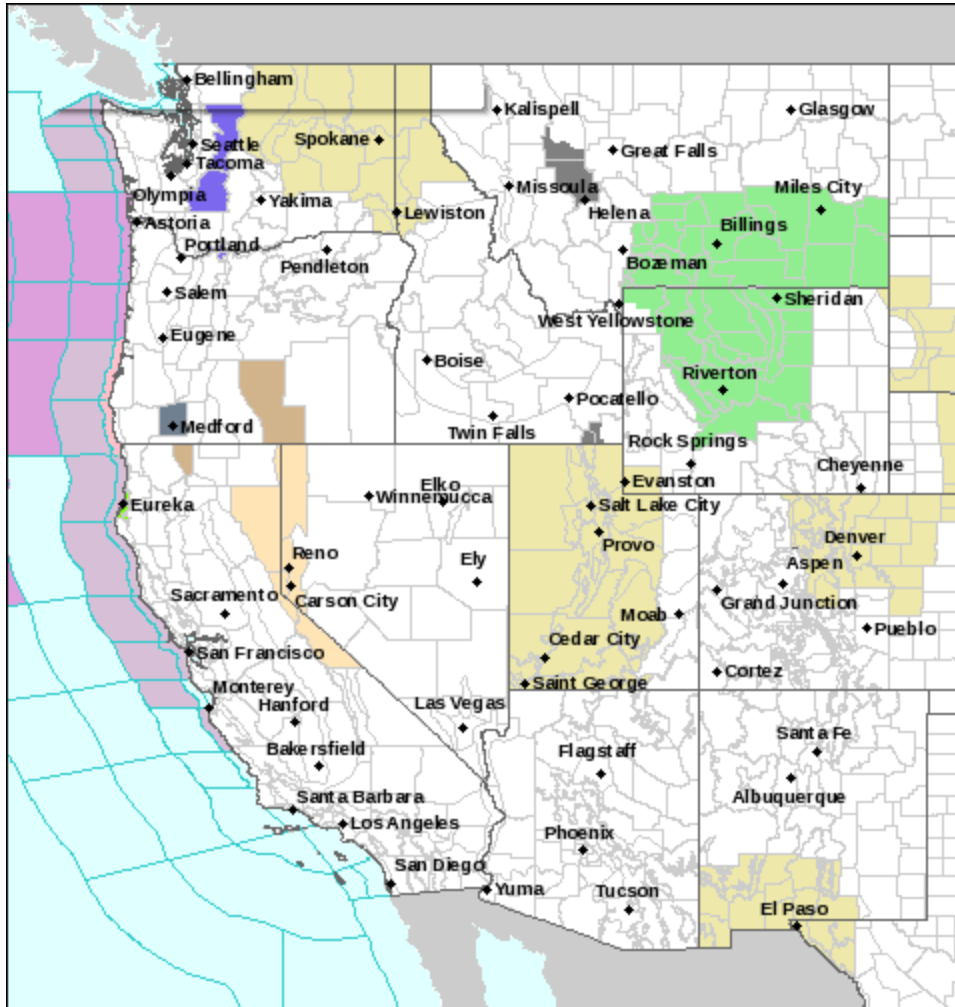 Bellingham
Kalispell
Glasgow
Seattle
Spokane
Great Falls
Tacoma
Missoula
Miles City
Olympia
Yakima
Lewiston
Helena
Astoria
Billings
Portland
Pendleton
Bozeman
Salem
Sheridan
West Yellowstone
Eugene
Boise
Riverton
Pocatello
Medford
Twin Falls
Rock Springs
Cheyenne
Elko
Evanston
Eureka
Winnemucca
Salt Lake City
Denver
Provo
Reno
Ely
Aspen
Sacramento
Carson City
Grand Junction
Moab
Pueblo
Cedar City
San Francisco
Cortez
Saint George
Monterey
Hanford
Las Vegas
Santa Fe
Bakersfield
Flagstaff
Albuquerque
Santa Barbara
Los Angeles
Phoenix
San Diego
Yuma
Tucson
El Paso